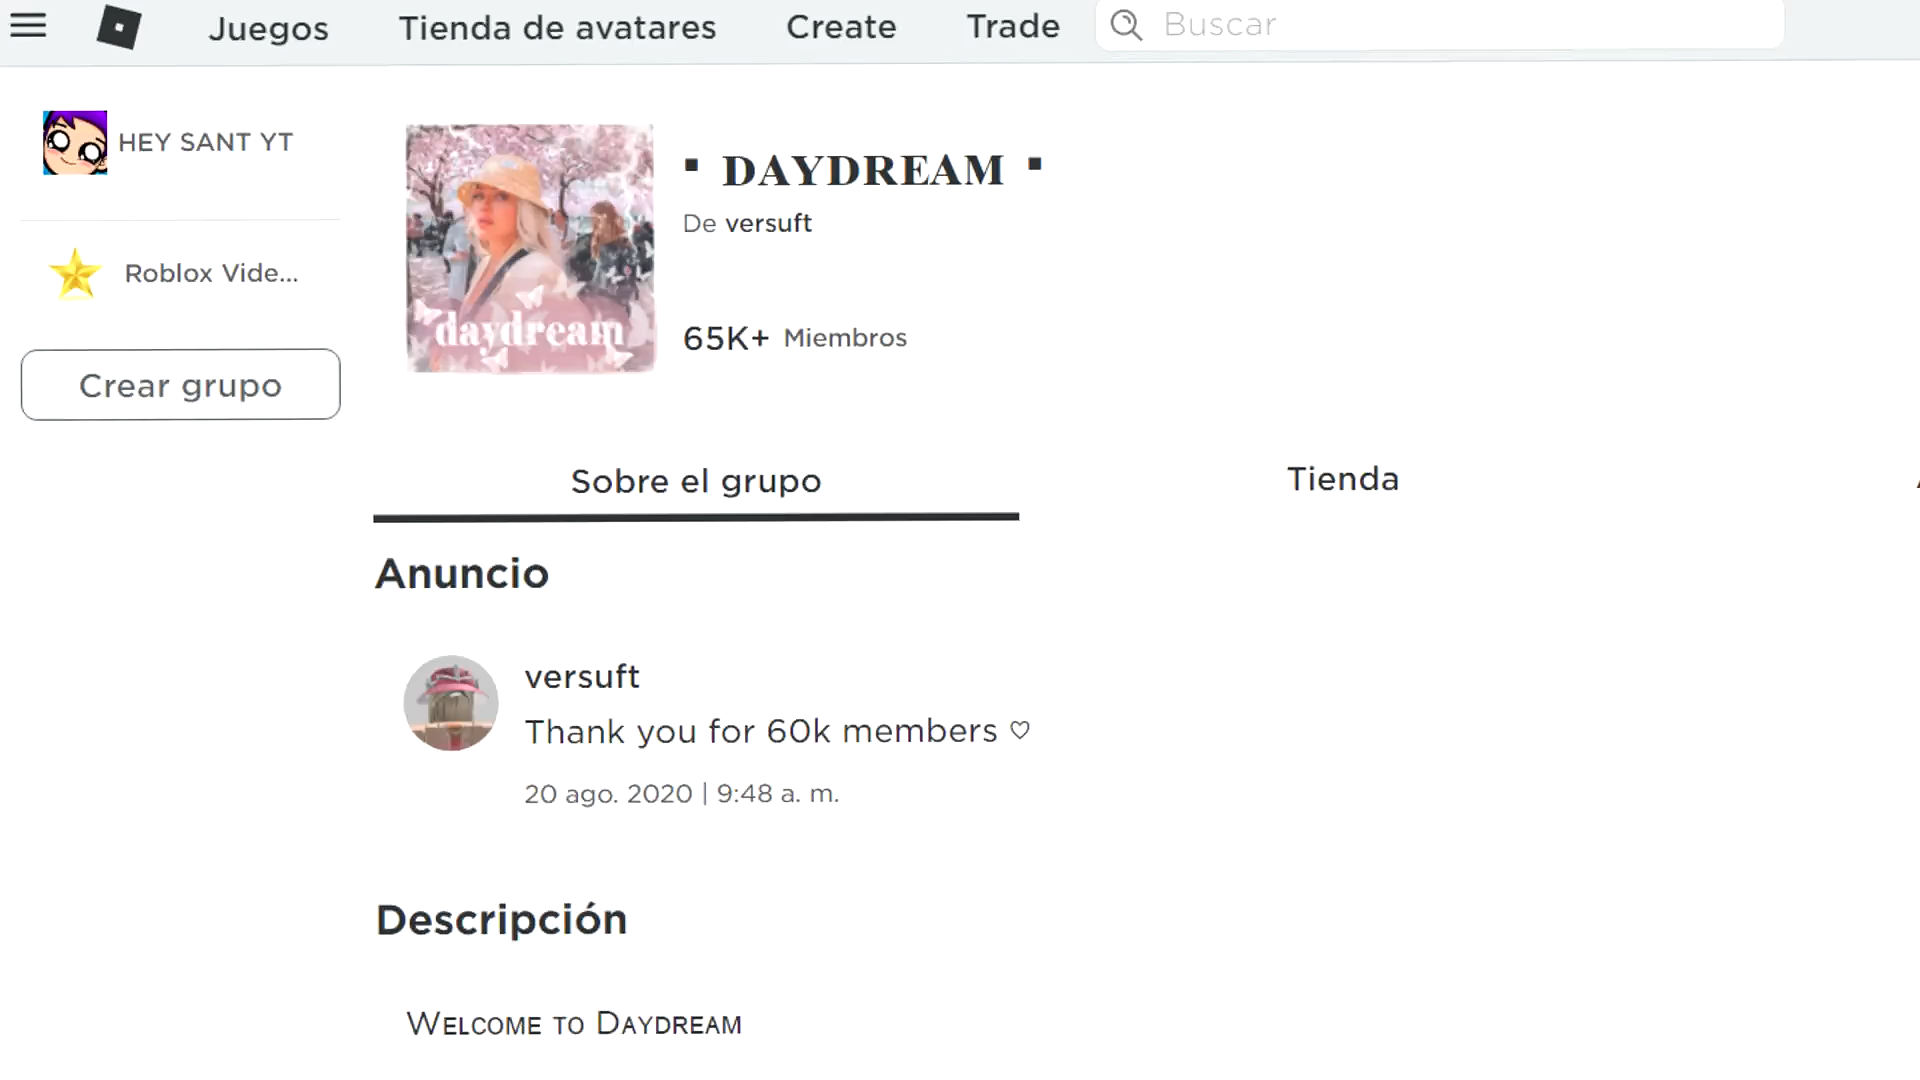 Juegos Tienda de avatares Create Trade Buscar
HEY SANT YT
Roblox Vide...
Crear grupo
▪ DAYDREAM ▪
De versuft
daydream
65K+ Miembros
Sobre el grupo Tienda
Anuncio
versuft
Thank you for 60k members ♡
20 ago. 2020 | 9:48 a. m.
Descripción
Welcome to Daydream